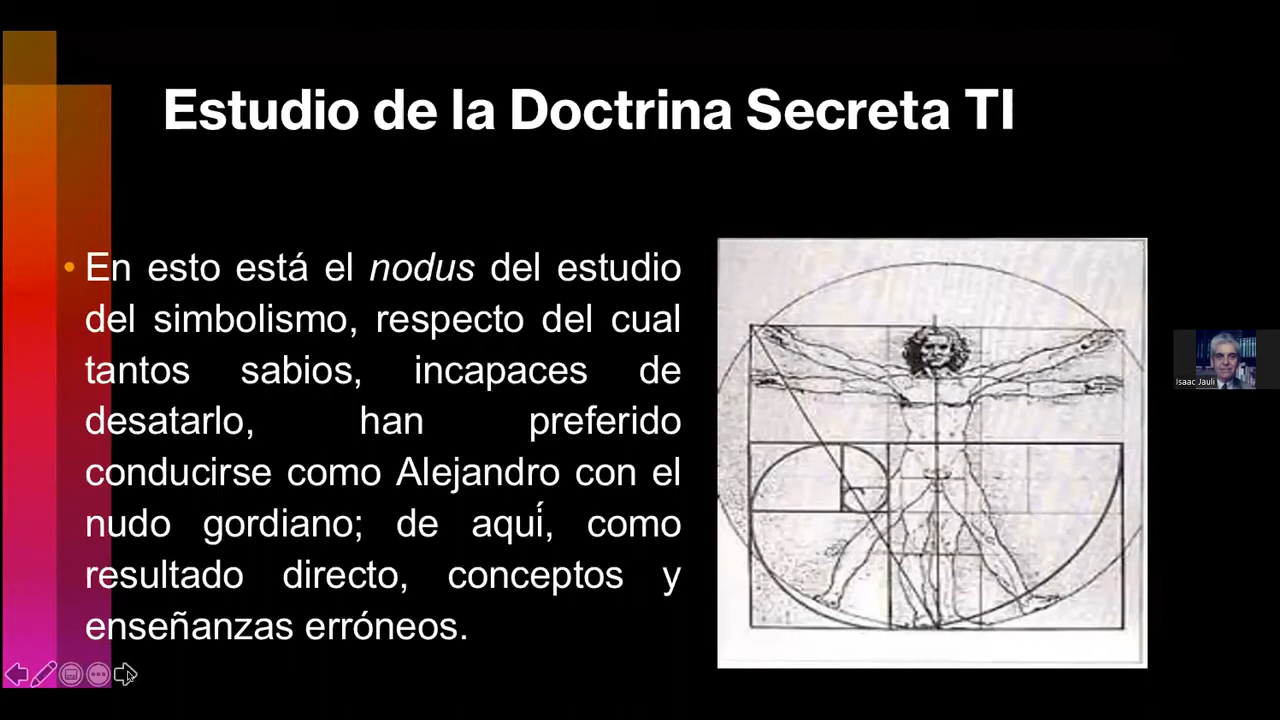 Estudio de la Doctrina Secreta TI
• En esto está el nodus del estudio
del simbolismo, respecto del cual
tantos sabios, incapaces de
desatarlo, han preferido
conducirse como Alejandro con el
nudo gordiano; de aquí, como
resultado directo, conceptos y
enseñanzas erróneos.
Isaac Jauli